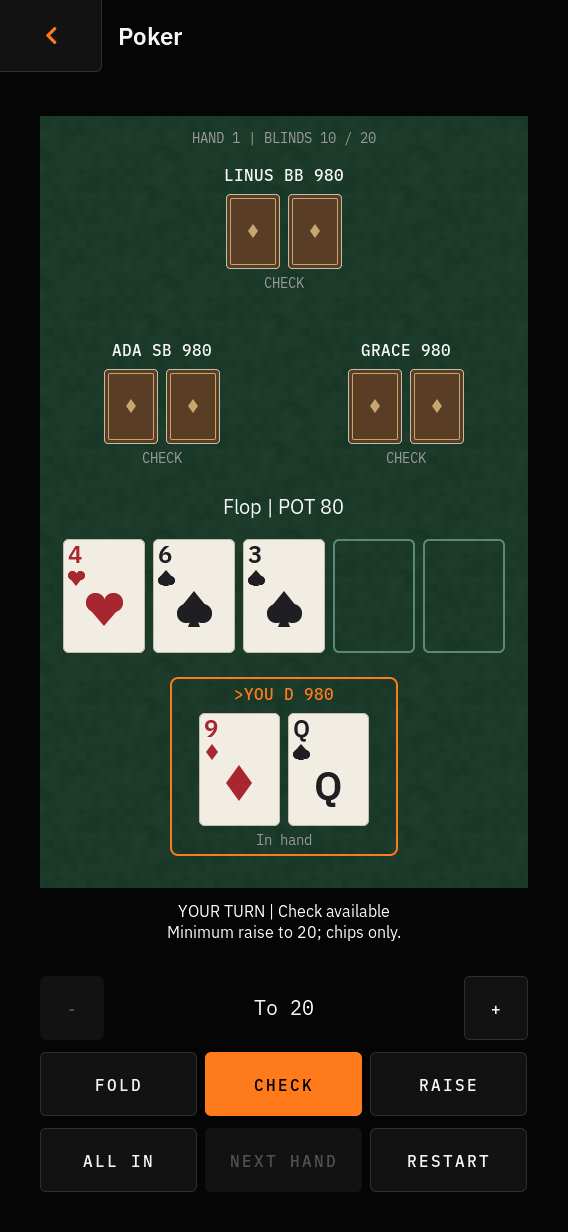 Poker
HAND 1 | BLINDS 10 / 20
LINUS BB 980
CHECK
ADA SB 980
GRACE 980
CHECK
CHECK
Flop | POT 80
4
6
3
>YOU D 980
9
Q
Q
In hand
YOUR TURN | Check available
Minimum raise to 20; chips only.
-
To 20
+
FOLD
CHECK
RAISE
ALL IN
NEXT HAND
RESTART